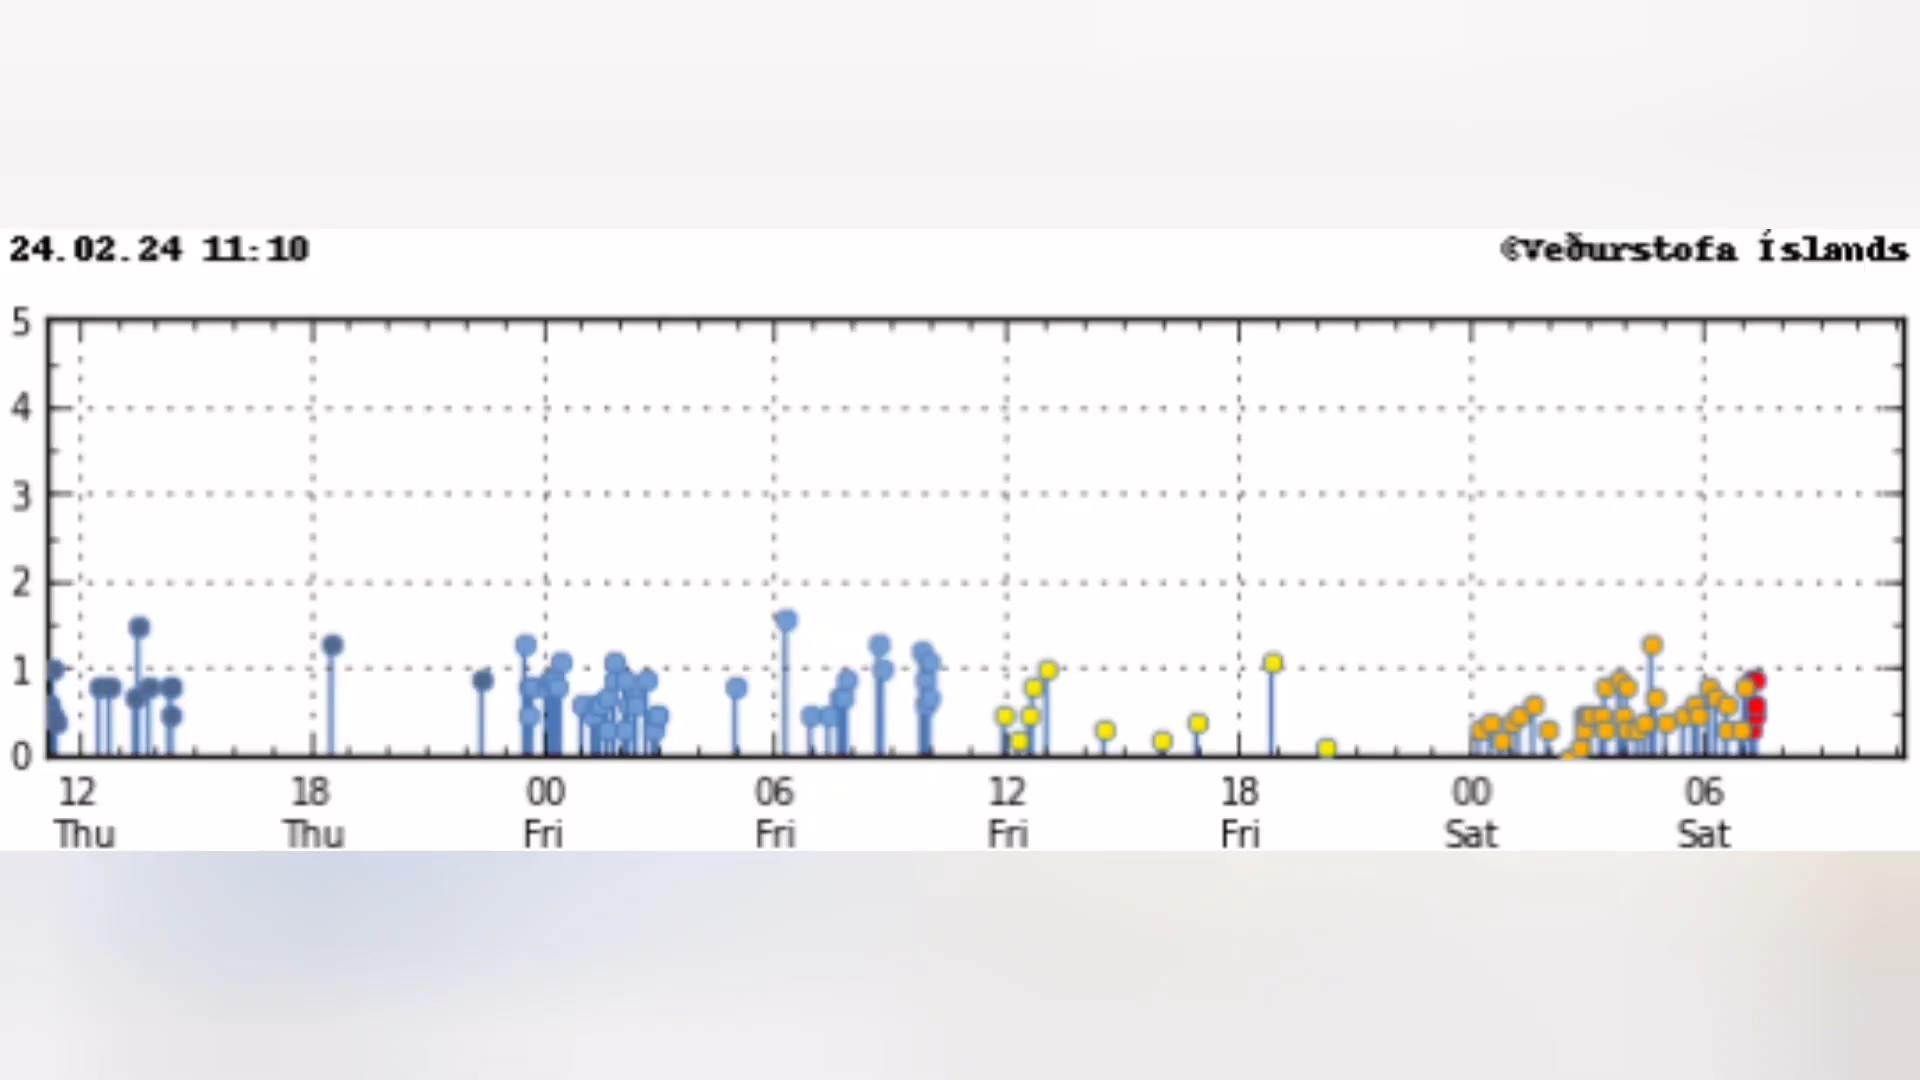 24.02.24 11:10
©Veðurstofa Íslands
5
4
3
2
1
0
12 18 00 06 12 18 00 06
Thu Thu Fri Fri Fri Fri Sat Sat